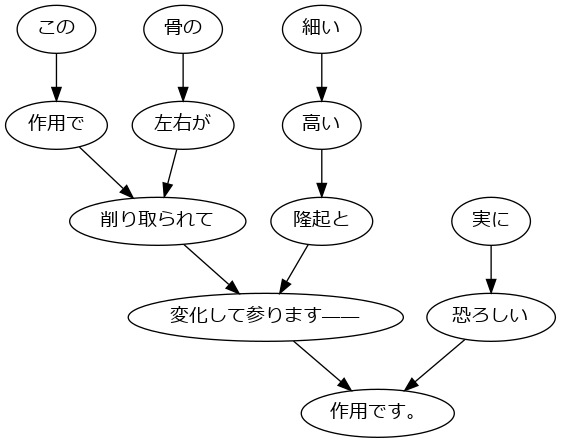 この
骨の
細い
作用で
左右が
高い
削り取られて
隆起と
実に
変化して参ります――
恐ろしい
作用です。